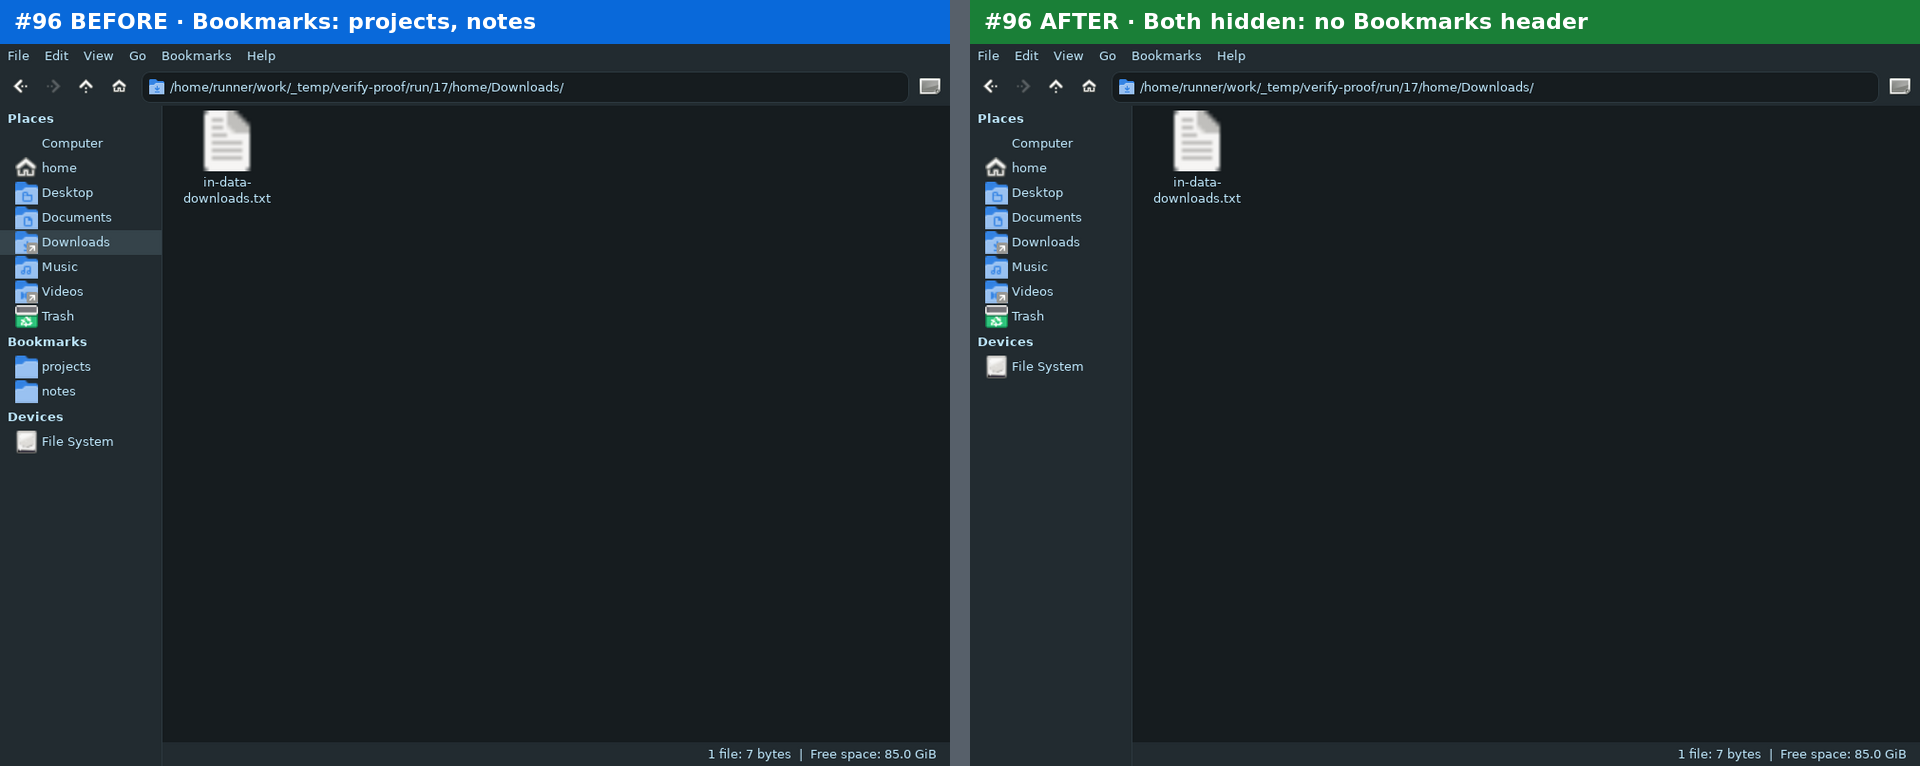 #96 BEFORE · Bookmarks: projects, notes
File Edit View Go Bookmarks Help
/home/runner/work/_temp/verify-proof/run/17/home/Downloads/
Places
Computer
home
Desktop
Documents
Downloads
Music
Videos
Trash
Bookmarks
projects
notes
Devices
File System
in-data-
downloads.txt
1 file: 7 bytes | Free space: 85.0 GiB
#96 AFTER · Both hidden: no Bookmarks header
File Edit View Go Bookmarks Help
/home/runner/work/_temp/verify-proof/run/17/home/Downloads/
Places
Computer
home
Desktop
Documents
Downloads
Music
Videos
Trash
Devices
File System
in-data-
downloads.txt
1 file: 7 bytes | Free space: 85.0 GiB